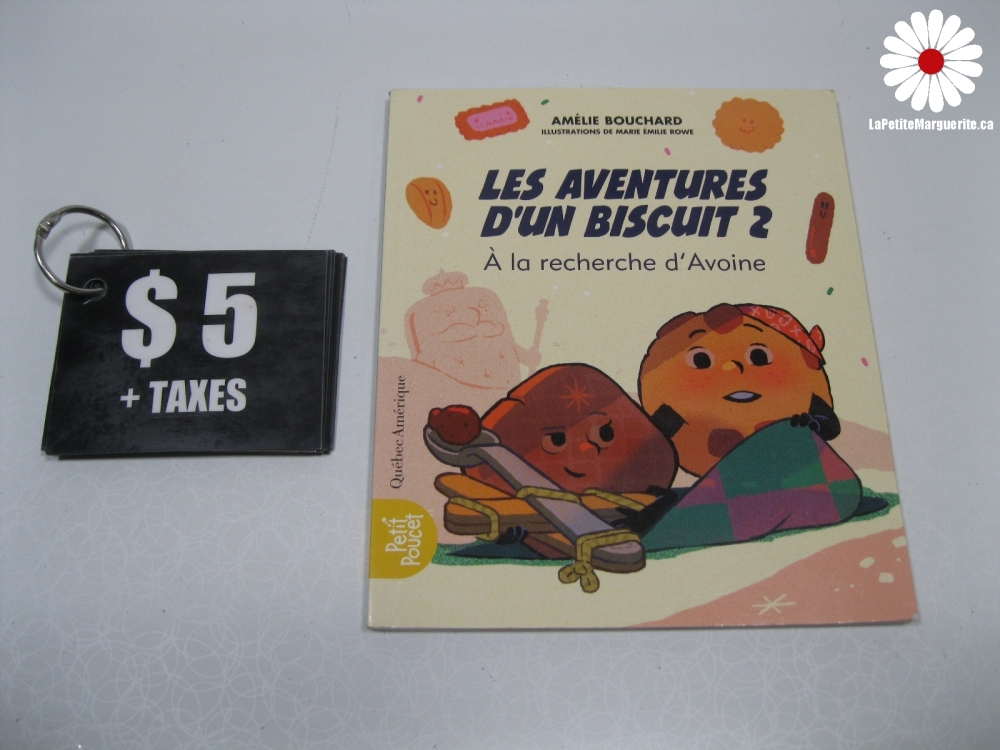 LaPetiteMarguerite.ca
$ 5
+ TAXES
AMÉLIE BOUCHARD
ILLUSTRATIONS DE MARIE ÉMILIE ROWE
LES AVENTURES
D'UN BISCUIT 2
À la recherche d'Avoine
Québec Amérique
Petit
Poucet